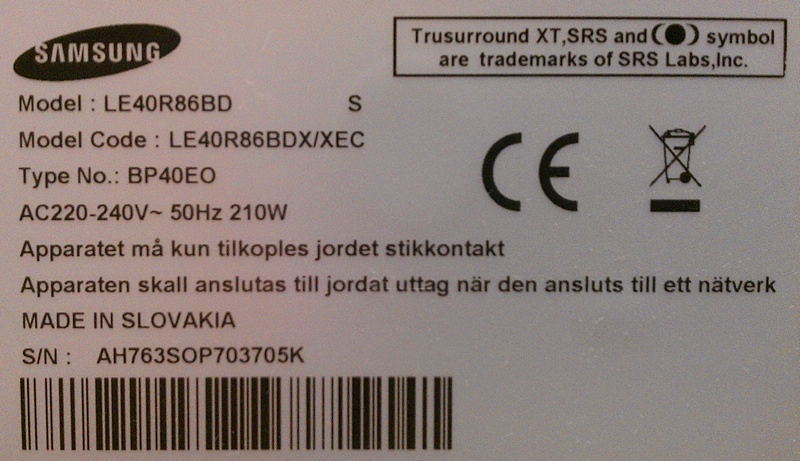 SAMSUNG
Trusurround XT,SRS and symbol
are trademarks of SRS Labs,Inc.
Model : LE40R86BD S
Model Code : LE40R86BDX/XEC
Type No.: BP40EO
AC220-240V~ 50Hz 210W
Apparatet må kun tilkoples jordet stikkontakt
Apparaten skall anslutas till jordat uttag när den ansluts till ett nätverk
MADE IN SLOVAKIA
S/N : AH763SOP703705K
CE